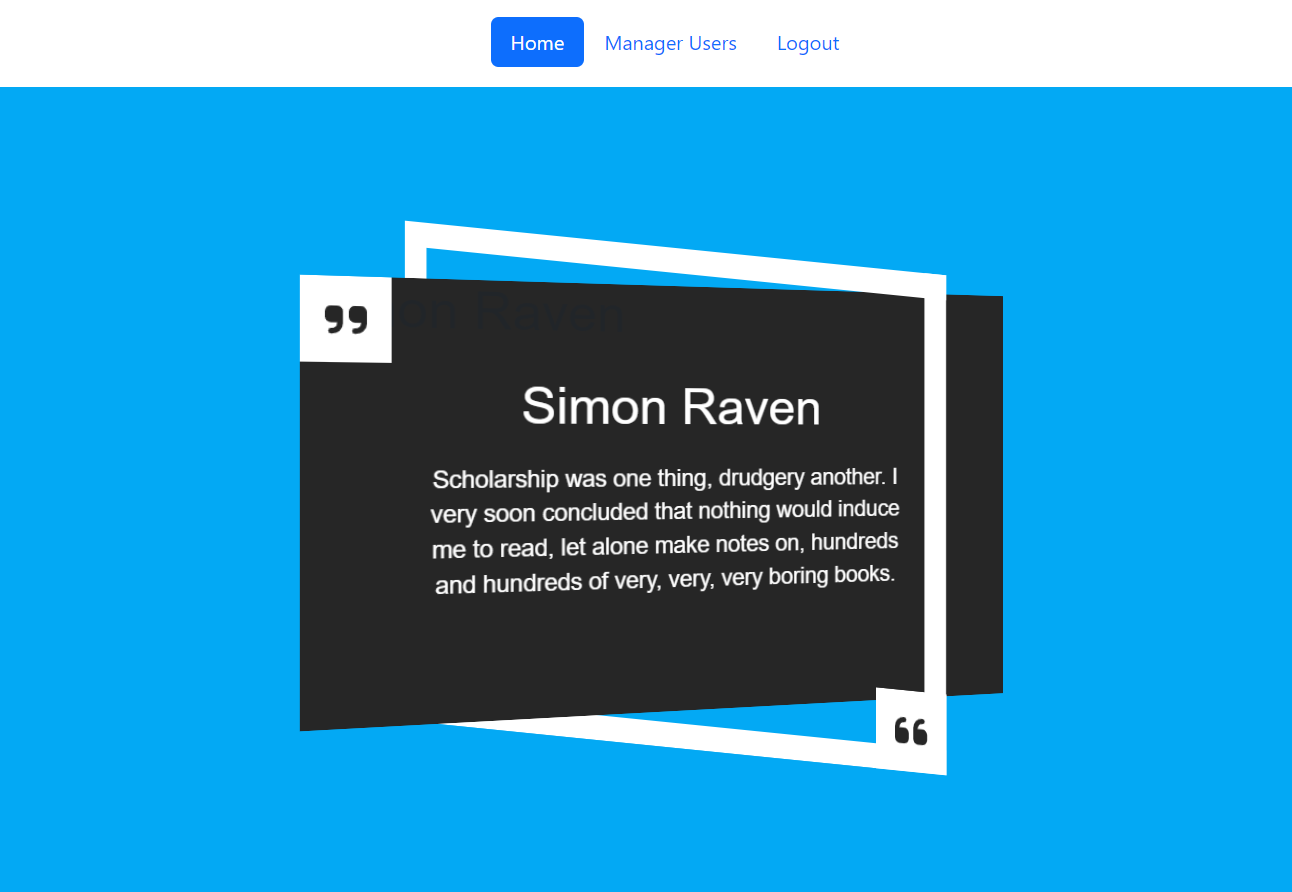 Home Manager Users Logout
”
on Raven
Simon Raven
Scholarship was one thing, drudgery another. I
very soon concluded that nothing would induce
me to read, let alone make notes on, hundreds
and hundreds of very, very, very boring books.
“